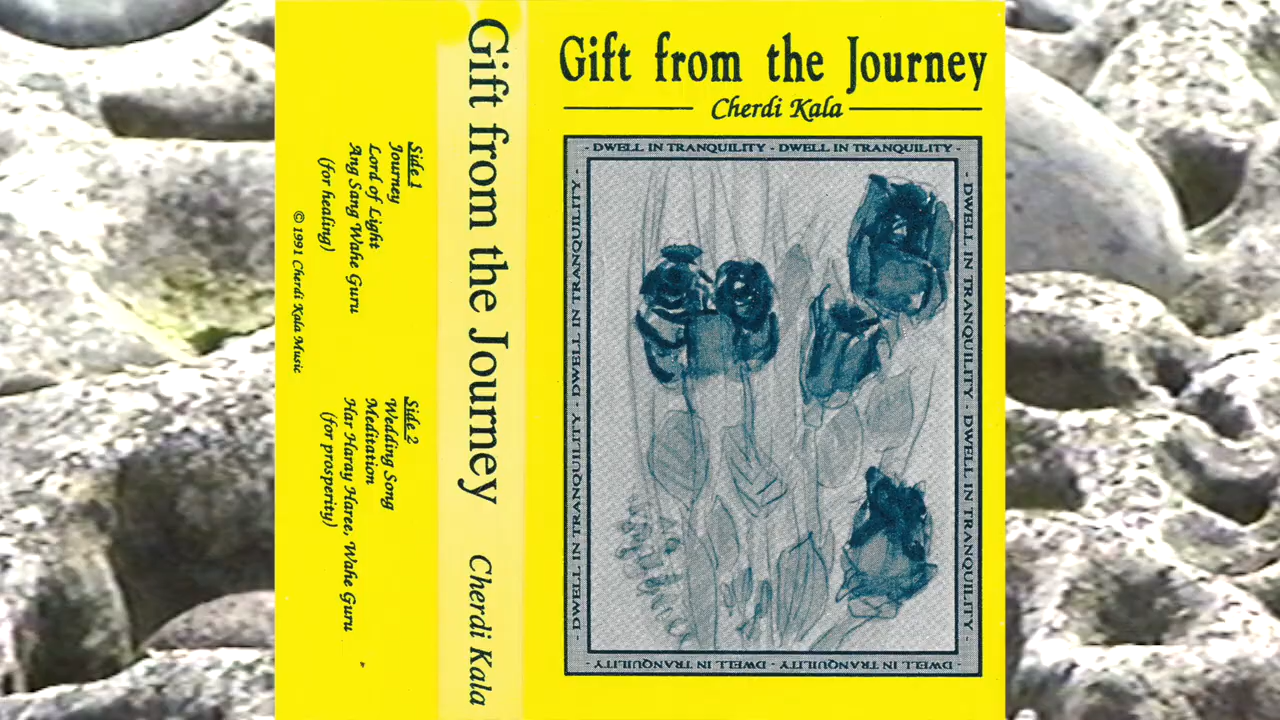 Side 1
Journey
Lord of Light
Ang Sang Wahe Guru
(for healing)
Side 2
Wedding Song
Meditation
Har Haray Haree, Wahe Guru
(for prosperity)
© 1991 Cherdi Kala Music
Gift from the Journey Cherdi Kala
Gift from the Journey
Cherdi Kala
- DWELL IN TRANQUILITY - DWELL IN TRANQUILITY -
- DWELL IN TRANQUILITY - DWELL IN TRANQUILITY -
DWELL IN TRANQUILITY - DWELL IN TRANQUILITY -
- DWELL IN TRANQUILITY - DWELL IN TRANQUILITY -